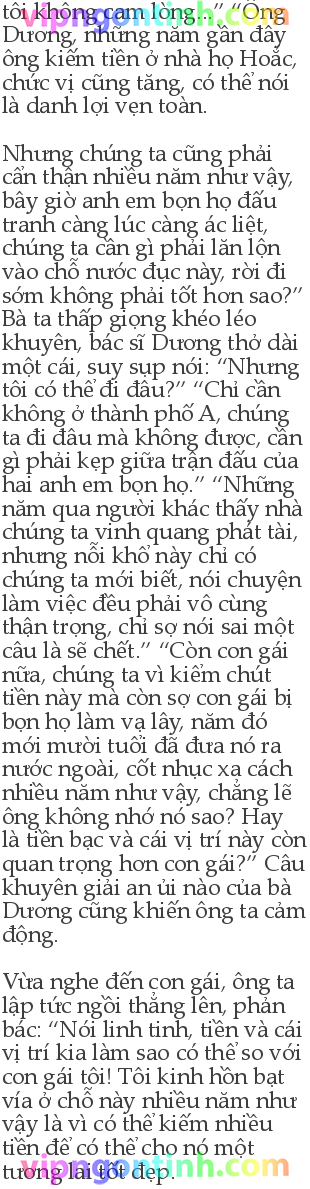 tôi không cam lòng..." "Ông
Dương, những năm gần đây
ông kiếm tiền ở nhà họ Hoắc,
chức vị cũng tăng, có thể nói
là danh lợi vẹn toàn.
Nhưng chúng ta cũng phải
cẩn thận nhiều năm như vậy,
bây giờ anh em bọn họ đấu
tranh càng lúc càng ác liệt,
chúng ta cần gì phải lăn lộn
vào chỗ nước đục này, rời đi
sớm không phải tốt hơn sao?"
Bà ta thấp giọng khéo léo
khuyên, bác sĩ Dương thở dài
một cái, suy sụp nói: "Nhưng
tôi có thể đi đâu?" "Chỉ cần
không ở thành phố A, chúng
ta đi đâu mà không được, cần
gì phải kẹp giữa trận đấu của
hai anh em bọn họ." "Những
năm qua người khác thấy nhà
chúng ta vinh quang phát tài,
nhưng nỗi khổ này chỉ có
chúng ta mới biết, nói chuyện
làm việc đều phải vô cùng
thận trọng, chỉ sợ nói sai một
câu là sẽ chết." "Còn con gái
nữa, chúng ta vì kiểm chút
tiền này mà còn sợ con gái bị
bọn họ làm vạ lây, năm đó
mới mười tuổi đã đưa nó ra
nước ngoài, cốt nhục xa cách
nhiều năm như vậy, chẳng lẽ
ông không nhớ nó sao? Hay
là tiền bạc và cái vị trí này còn
quan trọng hơn con gái?" Câu
khuyên giải an ủi nào của bà
Dương cũng khiến ông ta cảm
động.
Vừa nghe đến con gái, ông ta
lập tức ngồi thẳng lên, phản
bác: "Nói linh tinh, tiền và cái
vị trí kia làm sao có thể so với
con gái tôi! Tôi kinh hồn bạt
vía ở chỗ này nhiều năm như
vậy là vì có thể kiếm nhiều
tiền để có thể cho nó một
tương lai tốt đẹp.
vipngontinh.com
vipngontinh.com